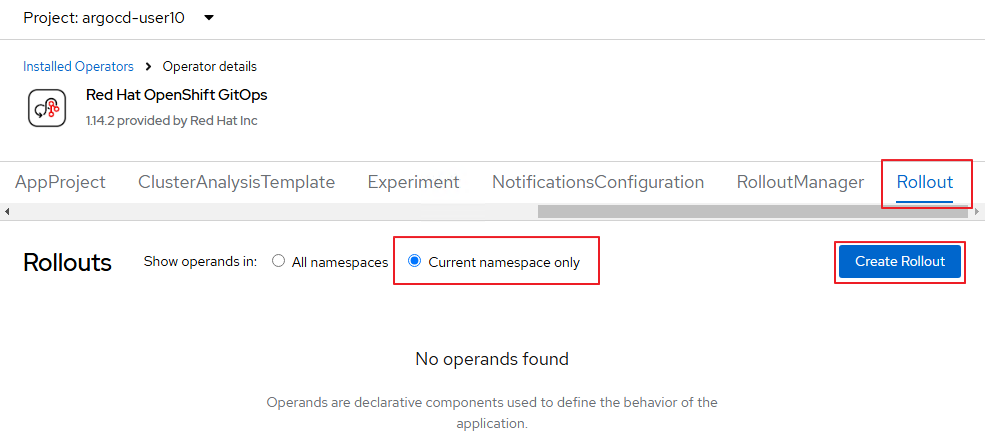 Project: argocd-user10
Installed Operators > Operator details
Red Hat OpenShift GitOps
1.14.2 provided by Red Hat Inc
AppProject ClusterAnalysisTemplate Experiment NotificationsConfiguration RolloutManager Rollout
Rollouts Show operands in: All namespaces Current namespace only Create Rollout
No operands found
Operands are declarative components used to define the behavior of the
application.